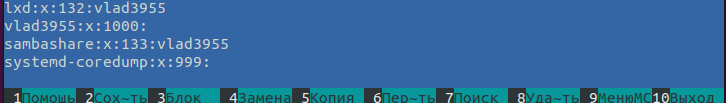 lxd:x:132:vlad3955
vlad3955:x:1000:
sambashare:x:133:vlad3955
systemd-coredump:x:999:
1Помощь 2Сох~ть 3Блок 4Замена 5Копия 6Пер~ть 7Поиск 8Уда~ть 9МенюМС 10Выход